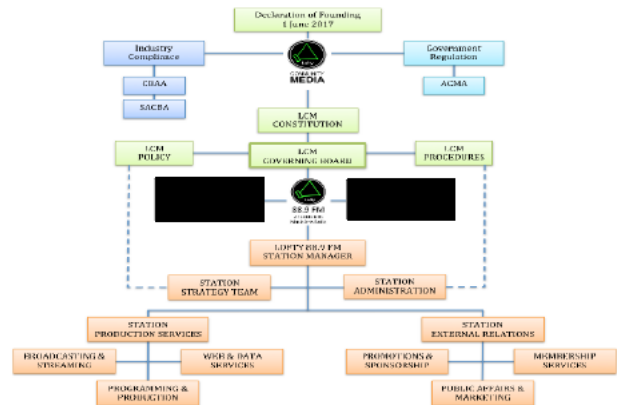 Declaration of Founding
1 June 2017
Industry
Compliance
Government
Regulation
COMMUNITY
MEDIA
CBAA
ACMA
SACBA
LCM
CONSTITUTION
LCM
POLICY
LCM
GOVERNING BOARD
LCM
PROCEDURES
88.9 FM
LOFTY 88.9 FM
STATION MANAGER
STATION
STRATEGY TEAM
STATION
ADMINISTRATION
STATION
PRODUCTION SERVICES
STATION
EXTERNAL RELATIONS
BROADCASTING &
STREAMING
WEB & DATA
SERVICES
PROMOTIONS &
SPONSORSHIP
MEMBERSHIP
SERVICES
PROGRAMMING &
PRODUCTION
PUBLIC AFFAIRS &
MARKETING